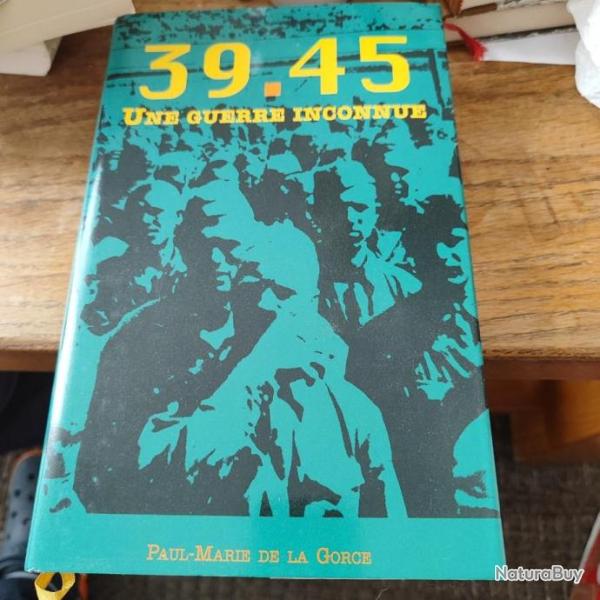 39.45
UNE GUERRE INCONNUE
PAUL-MARIE DE LA GORCE
NaturaBuy